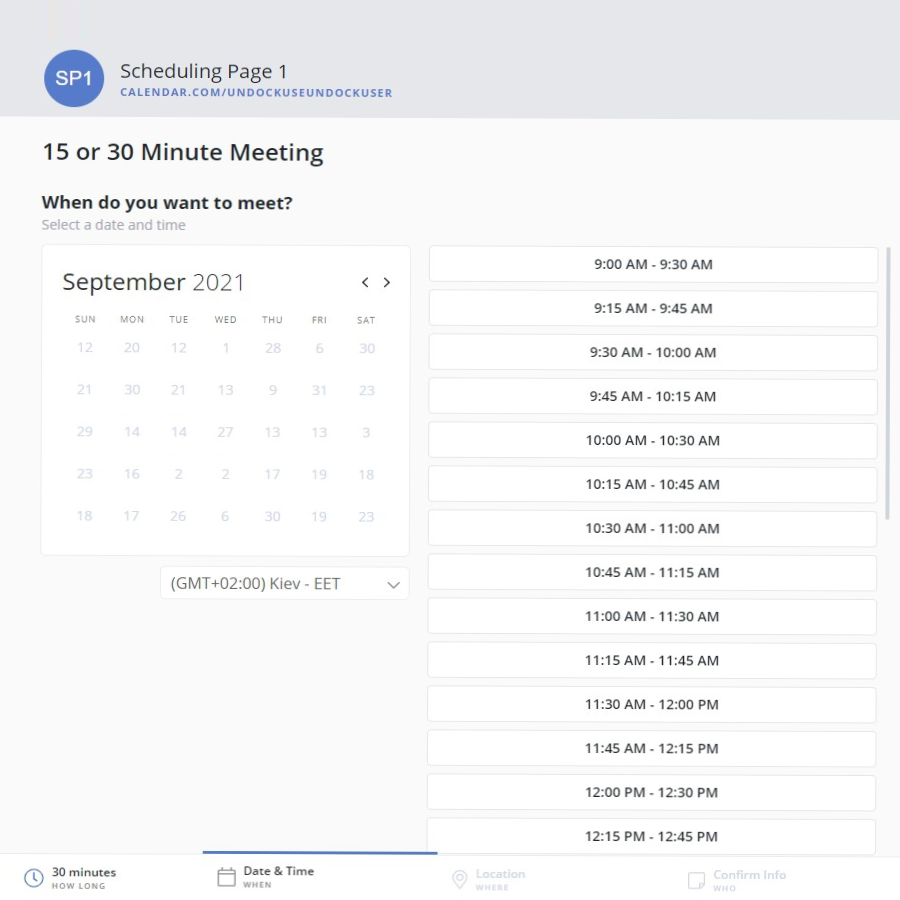 SP1
Scheduling Page 1
CALENDAR.COM/UNDOCKUSEUNDOCKUSER
15 or 30 Minute Meeting
When do you want to meet?
Select a date and time
September 2021 < >
SUN MON TUE WED THU FRI SAT
12 20 12 1 28 6 30
21 30 21 13 9 31 23
29 14 14 27 13 13 3
23 16 2 2 17 19 18
18 17 26 6 30 19 23
(GMT+02:00) Kiev - EET
9:00 AM - 9:30 AM
9:15 AM - 9:45 AM
9:30 AM - 10:00 AM
9:45 AM - 10:15 AM
10:00 AM - 10:30 AM
10:15 AM - 10:45 AM
10:30 AM - 11:00 AM
10:45 AM - 11:15 AM
11:00 AM - 11:30 AM
11:15 AM - 11:45 AM
11:30 AM - 12:00 PM
11:45 AM - 12:15 PM
12:00 PM - 12:30 PM
12:15 PM - 12:45 PM
30 minutes
HOW LONG
Date & Time
WHEN
Location
WHERE
Confirm Info
WHO